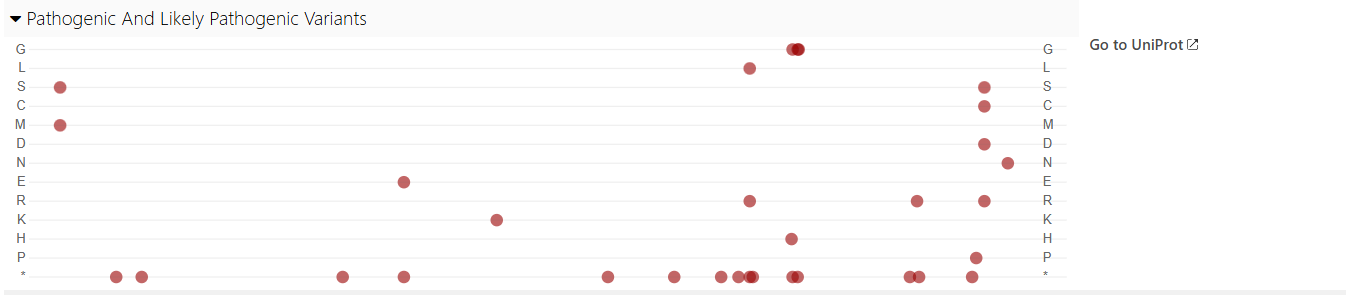 Pathogenic And Likely Pathogenic Variants
Go to UniProt
G G
L L
S S
C C
M M
D D
N N
E E
R R
K K
H H
P P
* *